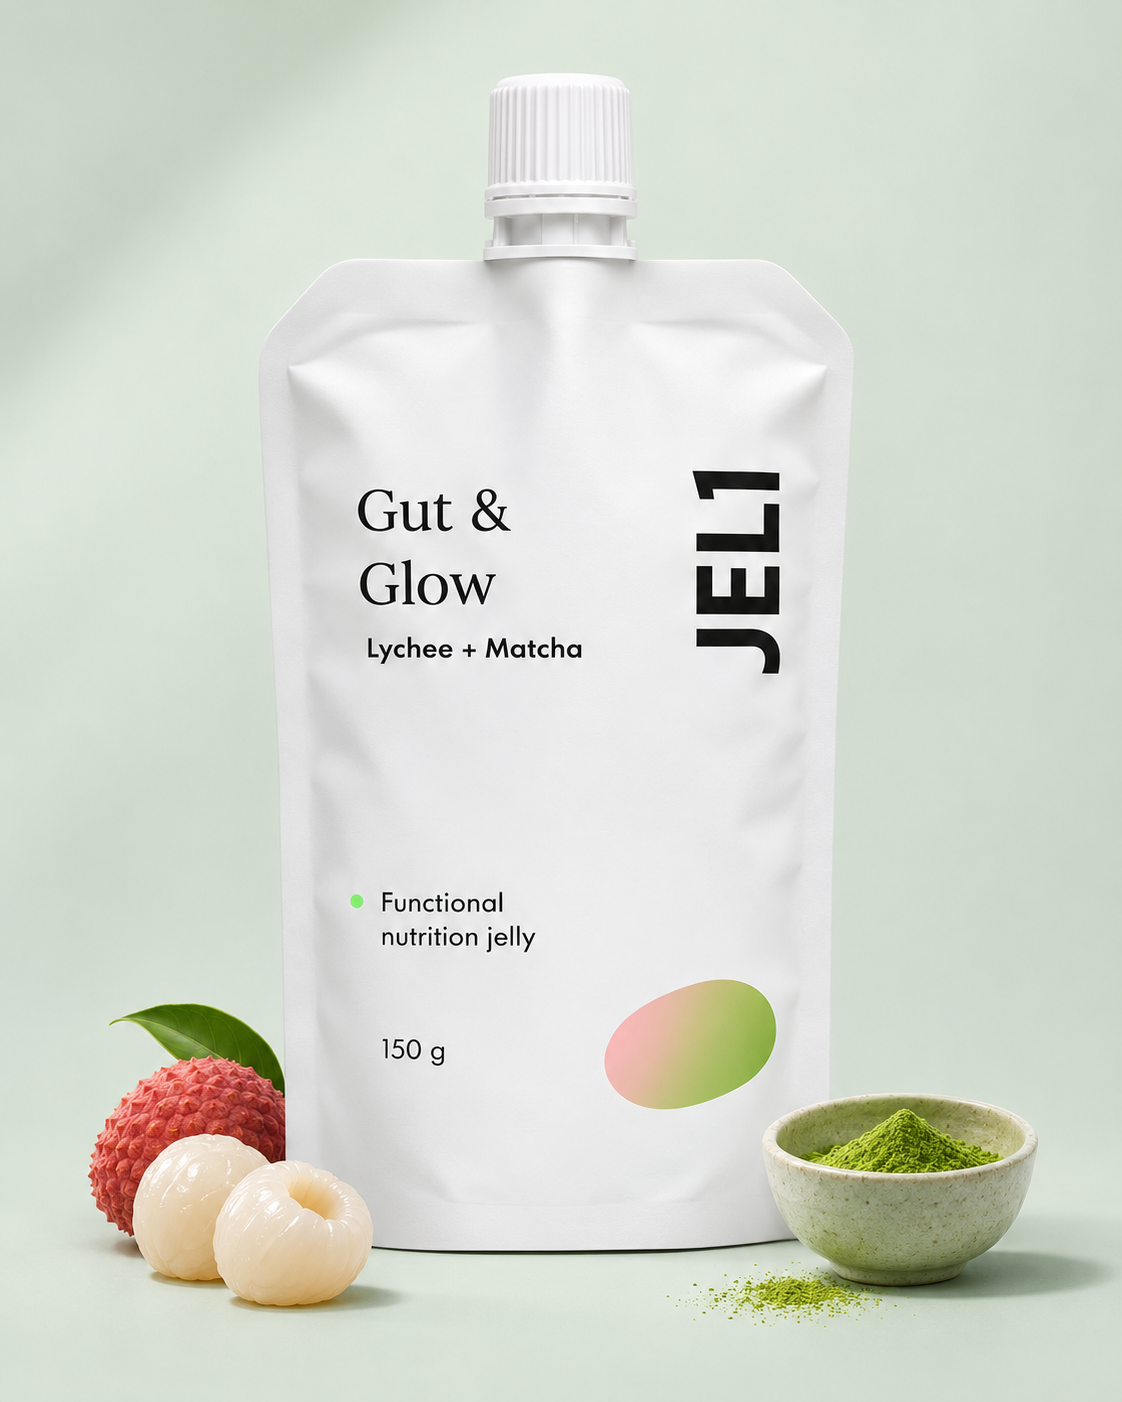 Gut &
Glow
Lychee + Matcha
JEL1
Functional
nutrition jelly
150 g